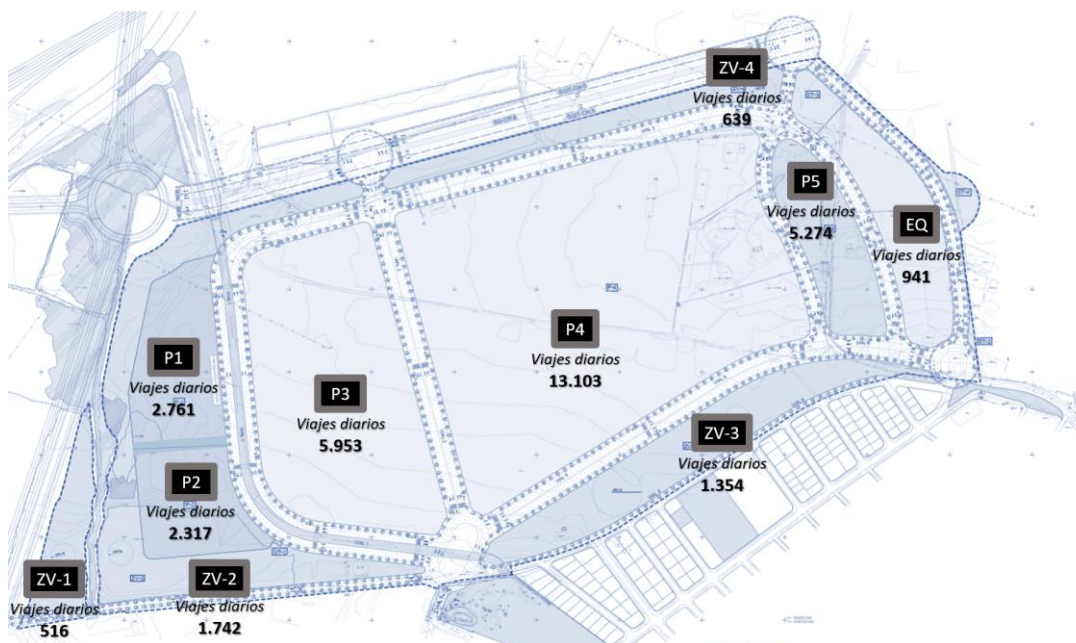 ZV-4
Viajes diarios
639
P5
Viajes diarios
5.274
EQ
Viajes diarios
941
P4
Viajes diarios
13.103
P1
Viajes diarios
2.761
P3
Viajes diarios
5.953
ZV-3
Viajes diarios
1.354
P2
Viajes diarios
2.317
ZV-1
Viajes diarios
516
ZV-2
Viajes diarios
1.742